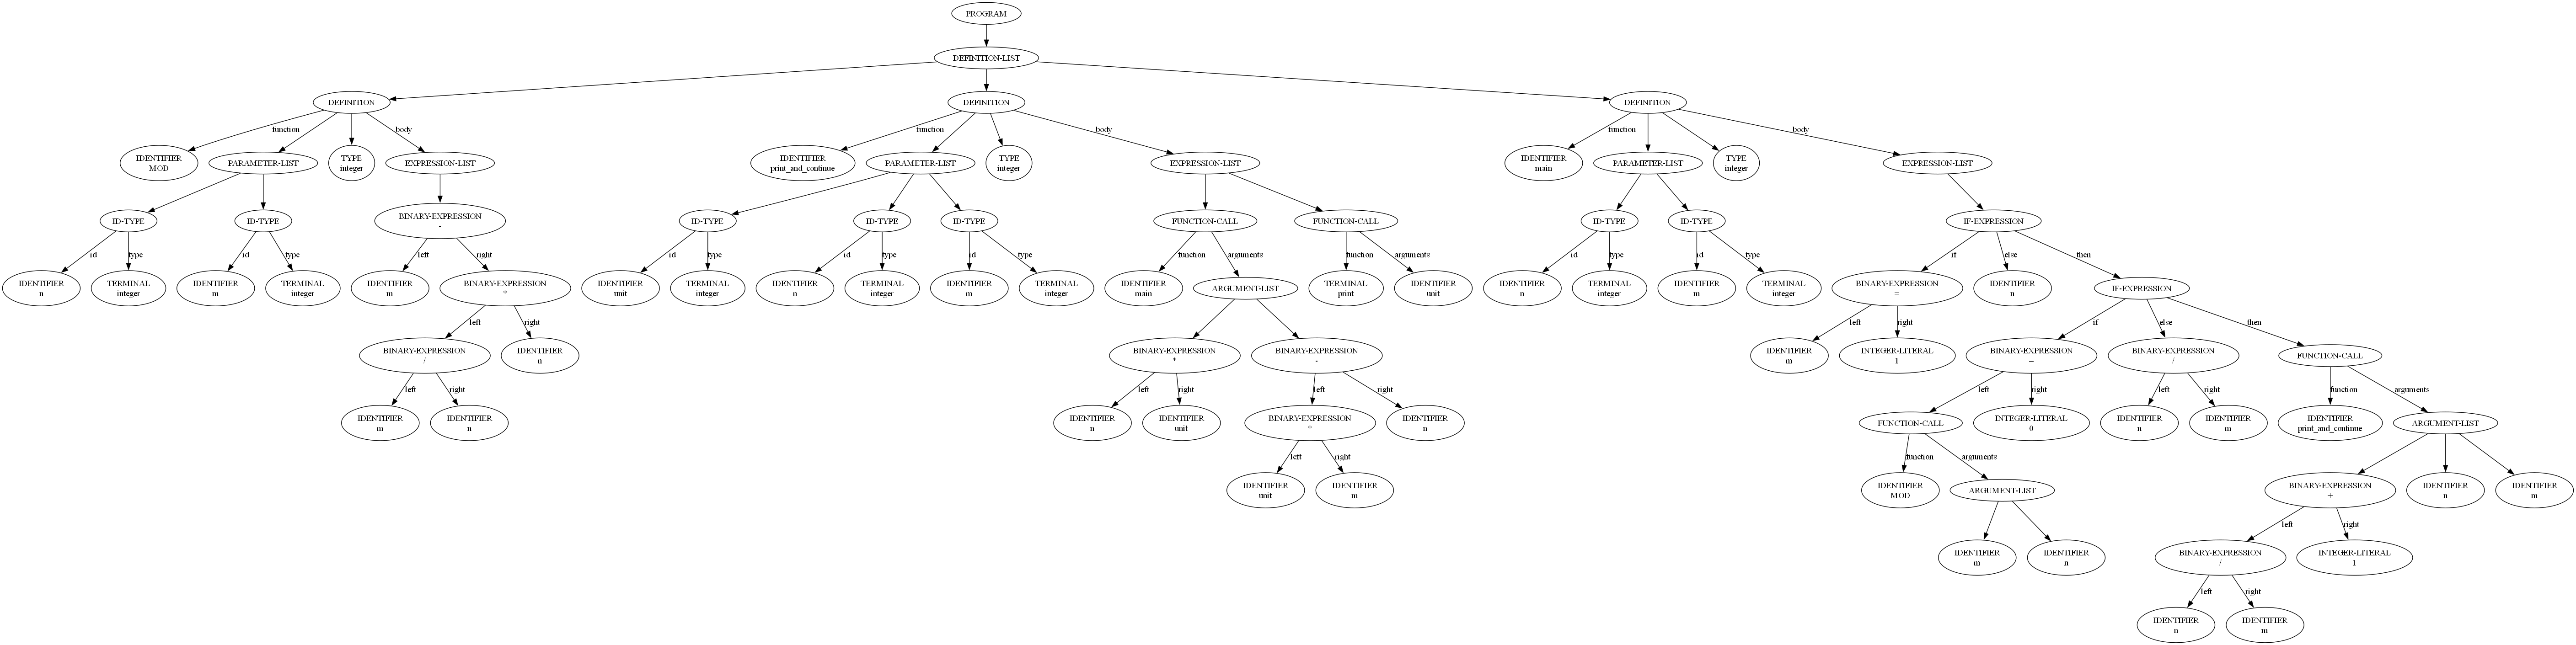 PROGRAM
DEFINITION-LIST
DEFINITION
DEFINITION
DEFINITION
function
body
function
body
function
body
IDENTIFIER
MOD
PARAMETER-LIST
TYPE
integer
EXPRESSION-LIST
IDENTIFIER
print_and_continue
PARAMETER-LIST
TYPE
integer
EXPRESSION-LIST
IDENTIFIER
main
PARAMETER-LIST
TYPE
integer
EXPRESSION-LIST
ID-TYPE
ID-TYPE
BINARY-EXPRESSION
-
ID-TYPE
ID-TYPE
ID-TYPE
FUNCTION-CALL
FUNCTION-CALL
ID-TYPE
ID-TYPE
IF-EXPRESSION
id
type
id
type
left
right
id
type
id
type
id
type
function
arguments
function
arguments
id
type
id
type
if
else
then
IDENTIFIER
n
TERMINAL
integer
IDENTIFIER
m
TERMINAL
integer
IDENTIFIER
m
BINARY-EXPRESSION
*
IDENTIFIER
unit
TERMINAL
integer
IDENTIFIER
n
TERMINAL
integer
IDENTIFIER
m
TERMINAL
integer
IDENTIFIER
main
ARGUMENT-LIST
TERMINAL
print
IDENTIFIER
unit
IDENTIFIER
n
TERMINAL
integer
IDENTIFIER
m
TERMINAL
integer
BINARY-EXPRESSION
=
IDENTIFIER
n
IF-EXPRESSION
left
right
left
right
if
else
then
BINARY-EXPRESSION
/
IDENTIFIER
n
BINARY-EXPRESSION
+
BINARY-EXPRESSION
-
IDENTIFIER
m
INTEGER-LITERAL
1
BINARY-EXPRESSION
=
BINARY-EXPRESSION
/
FUNCTION-CALL
left
right
left
right
left
right
left
right
left
right
function
arguments
IDENTIFIER
m
IDENTIFIER
n
IDENTIFIER
n
IDENTIFIER
unit
BINARY-EXPRESSION
*
IDENTIFIER
n
FUNCTION-CALL
INTEGER-LITERAL
0
IDENTIFIER
n
IDENTIFIER
m
IDENTIFIER
print_and_continue
ARGUMENT-LIST
left
right
function
arguments
IDENTIFIER
unit
IDENTIFIER
m
IDENTIFIER
MOD
ARGUMENT-LIST
BINARY-EXPRESSION
+
IDENTIFIER
n
IDENTIFIER
m
left
right
IDENTIFIER
m
IDENTIFIER
n
BINARY-EXPRESSION
/
INTEGER-LITERAL
1
left
right
IDENTIFIER
n
IDENTIFIER
m